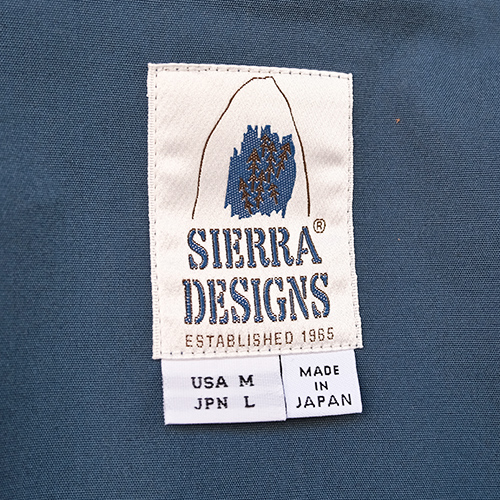 SIERRA®
DESIGNS
ESTABLISHED 1965
USA M
JPN L
MADE
IN
JAPAN